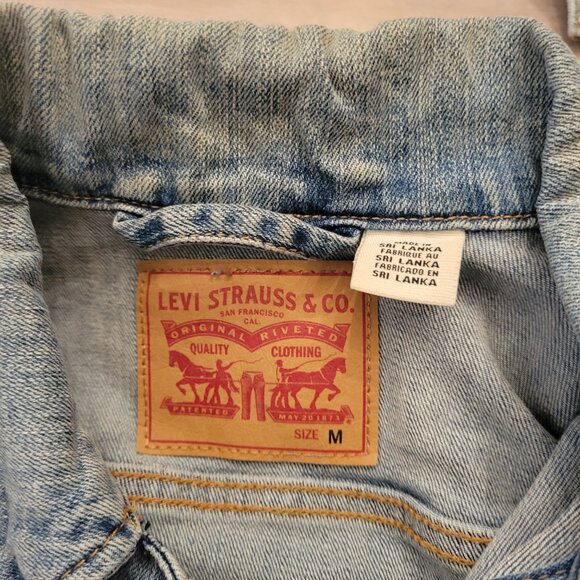 LEVI STRAUSS & CO.
SAN FRANCISCO
CAL.
ORIGINAL RIVETED
QUALITY CLOTHING
PATENTED MAY 20 1873
SIZE M
MADE IN
SRI LANKA
FABRIQUE AU
SRI LANKA
FABRICADO EN
SRI LANKA